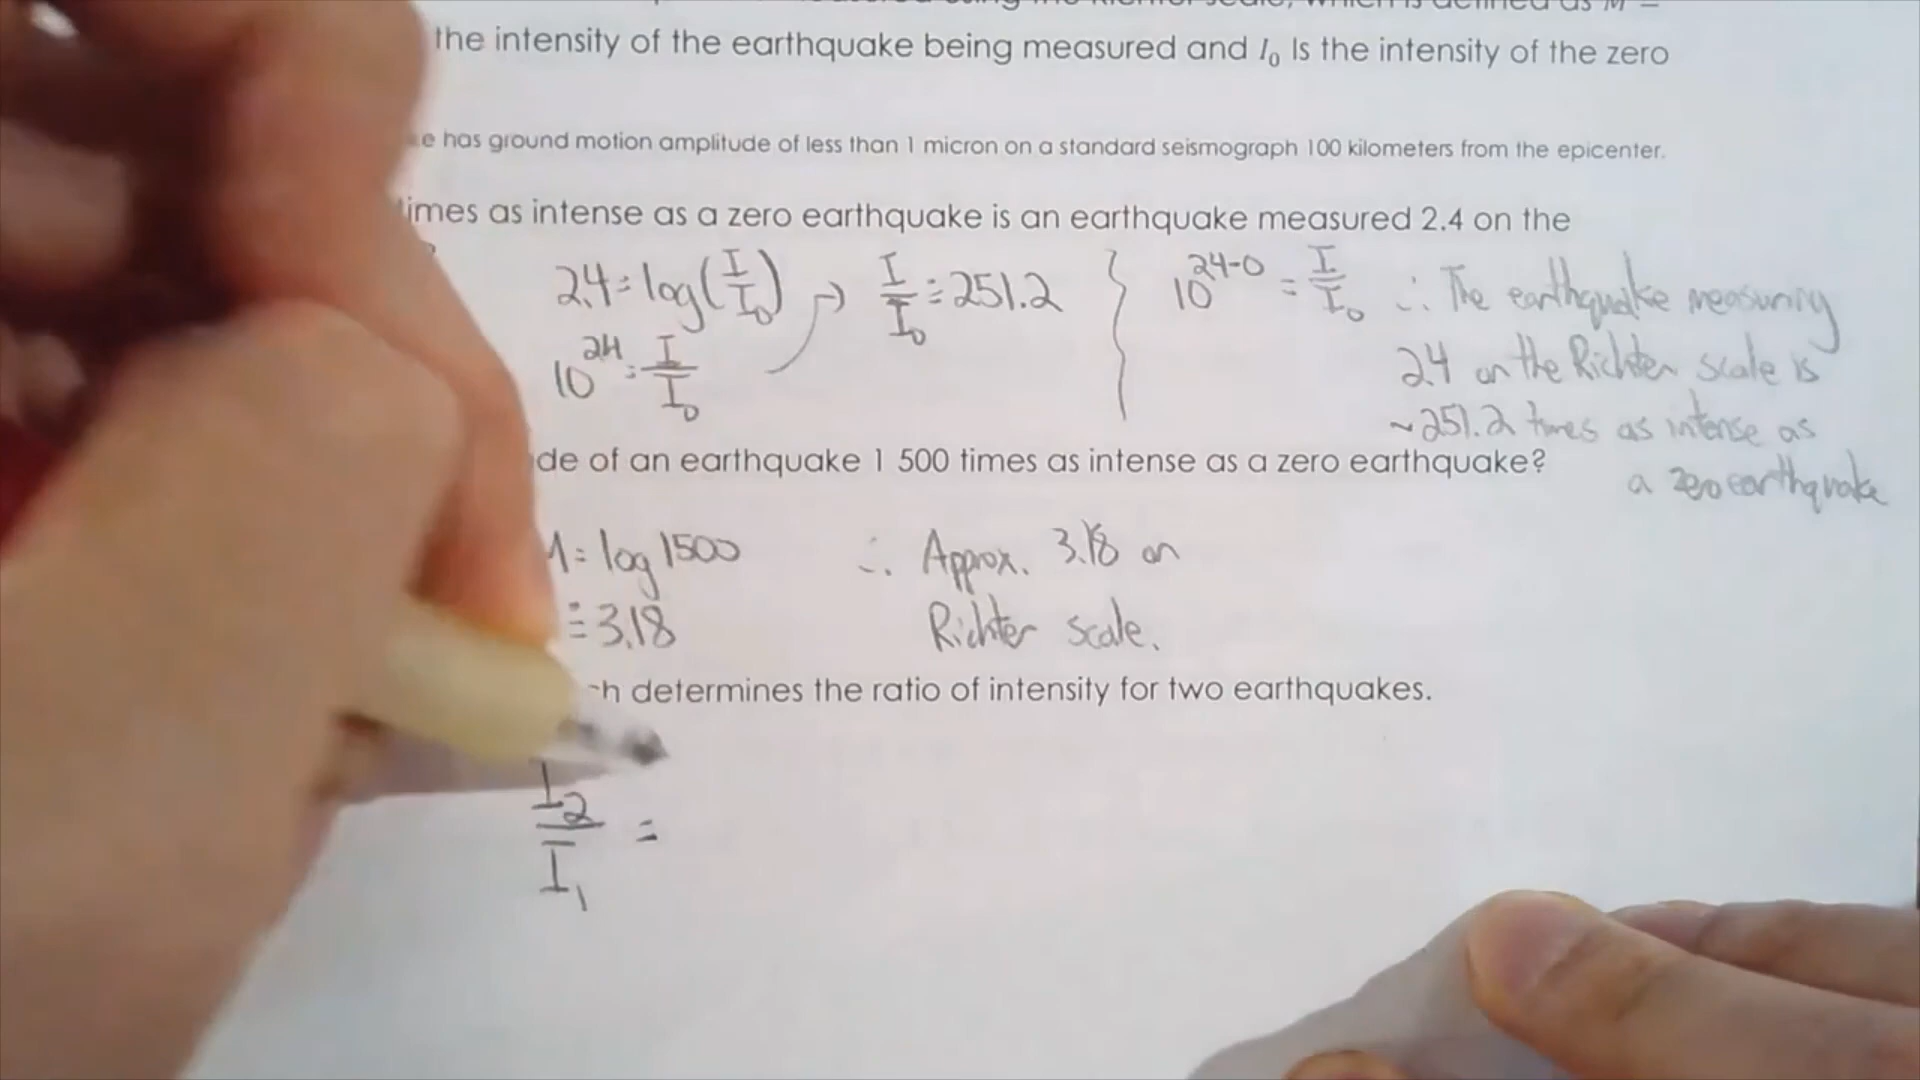 the intensity of the earthquake being measured and I₀ Is the intensity of the zero
e has ground motion amplitude of less than 1 micron on a standard seismograph 100 kilometers from the epicenter.
times as intense as a zero earthquake is an earthquake measured 2.4 on the
2.4 = log(I/I₀) → I/I₀ ≐ 251.2
10^2.4 = I/I₀
10^2.4-0 = I/I₀
∴ The earthquake measuring
2.4 on the Richter scale is
~251.2 times as intense as
a zero earthquake
de of an earthquake 1 500 times as intense as a zero earthquake?
M = log 1500
≐ 3.18
∴ Approx. 3.18 on
Richter scale.
ch determines the ratio of intensity for two earthquakes.
I₂/I₁ =